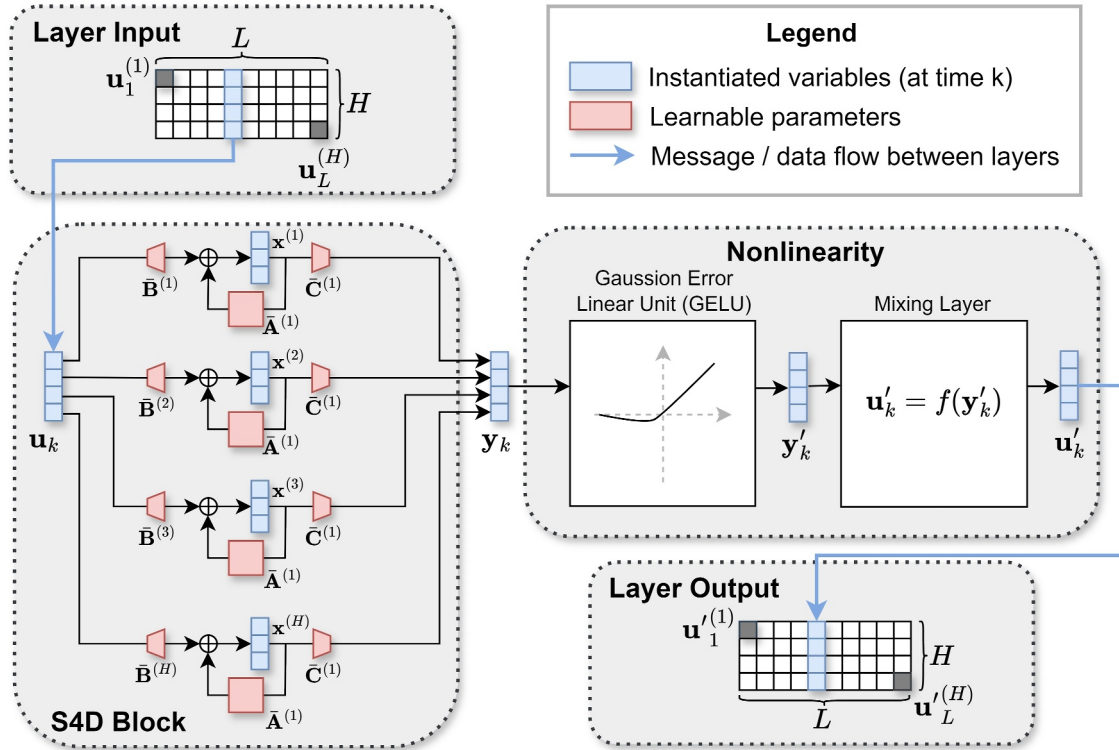 Layer Input
L
u_1^{(1)}
H
u_L^{(H)}
Legend
Instantiated variables (at time k)
Learnable parameters
Message / data flow between layers
x^{(1)}
B̄^{(1)}
C̄^{(1)}
Ā^{(1)}
x^{(2)}
B̄^{(2)}
C̄^{(1)}
Ā^{(1)}
u_k
y_k
x^{(3)}
B̄^{(3)}
C̄^{(1)}
Ā^{(1)}
x^{(H)}
B̄^{(H)}
C̄^{(1)}
Ā^{(1)}
S4D Block
Nonlinearity
Gaussion Error
Linear Unit (GELU)
Mixing Layer
u'_k = f(y'_k)
y'_k
u'_k
Layer Output
u'_1^{(1)}
H
L
u'_L^{(H)}